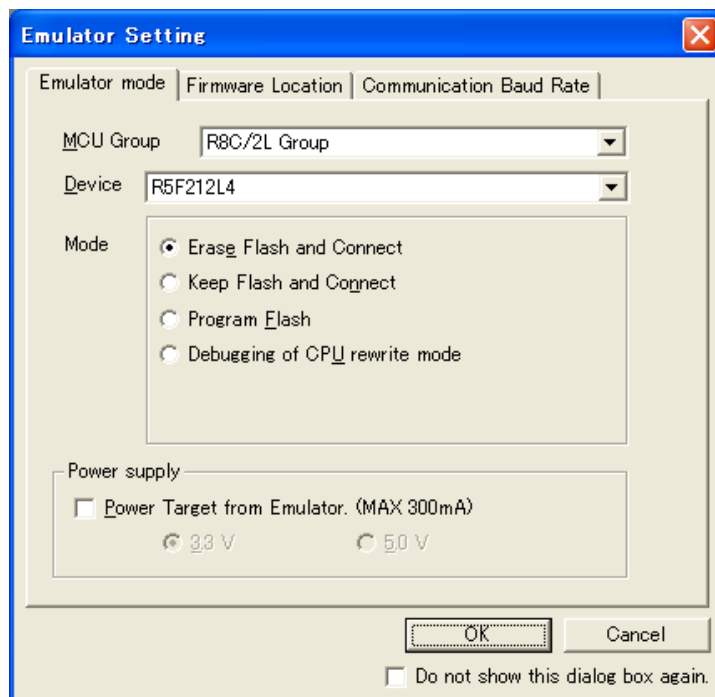 Emulator Setting
Emulator mode Firmware Location Communication Baud Rate
MCU Group R8C/2L Group
Device R5F212L4
Mode Erase Flash and Connect
Keep Flash and Connect
Program Flash
Debugging of CPU rewrite mode
Power supply
Power Target from Emulator. (MAX 300mA)
3.3 V 5.0 V
OK Cancel
Do not show this dialog box again.